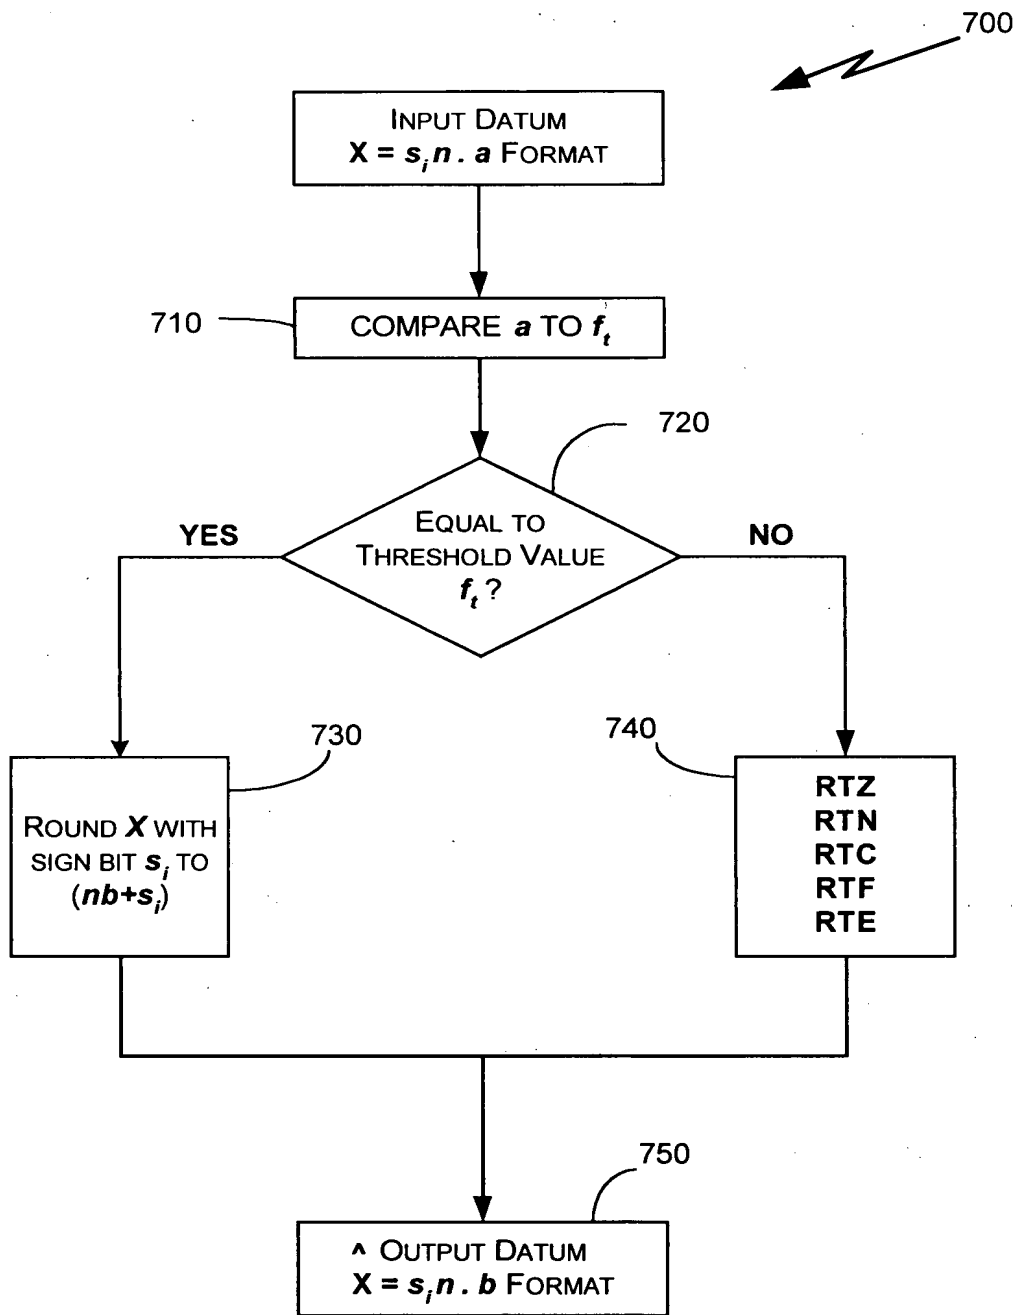 700
INPUT DATUM
X = s_i n . a FORMAT
710
COMPARE a TO f_t
720
YES
EQUAL TO
THRESHOLD VALUE
f_t ?
NO
730
740
ROUND X WITH
SIGN BIT s_i TO
(nb+s_i)
RTZ
RTN
RTC
RTF
RTE
750
^ OUTPUT DATUM
X = s_i n . b FORMAT